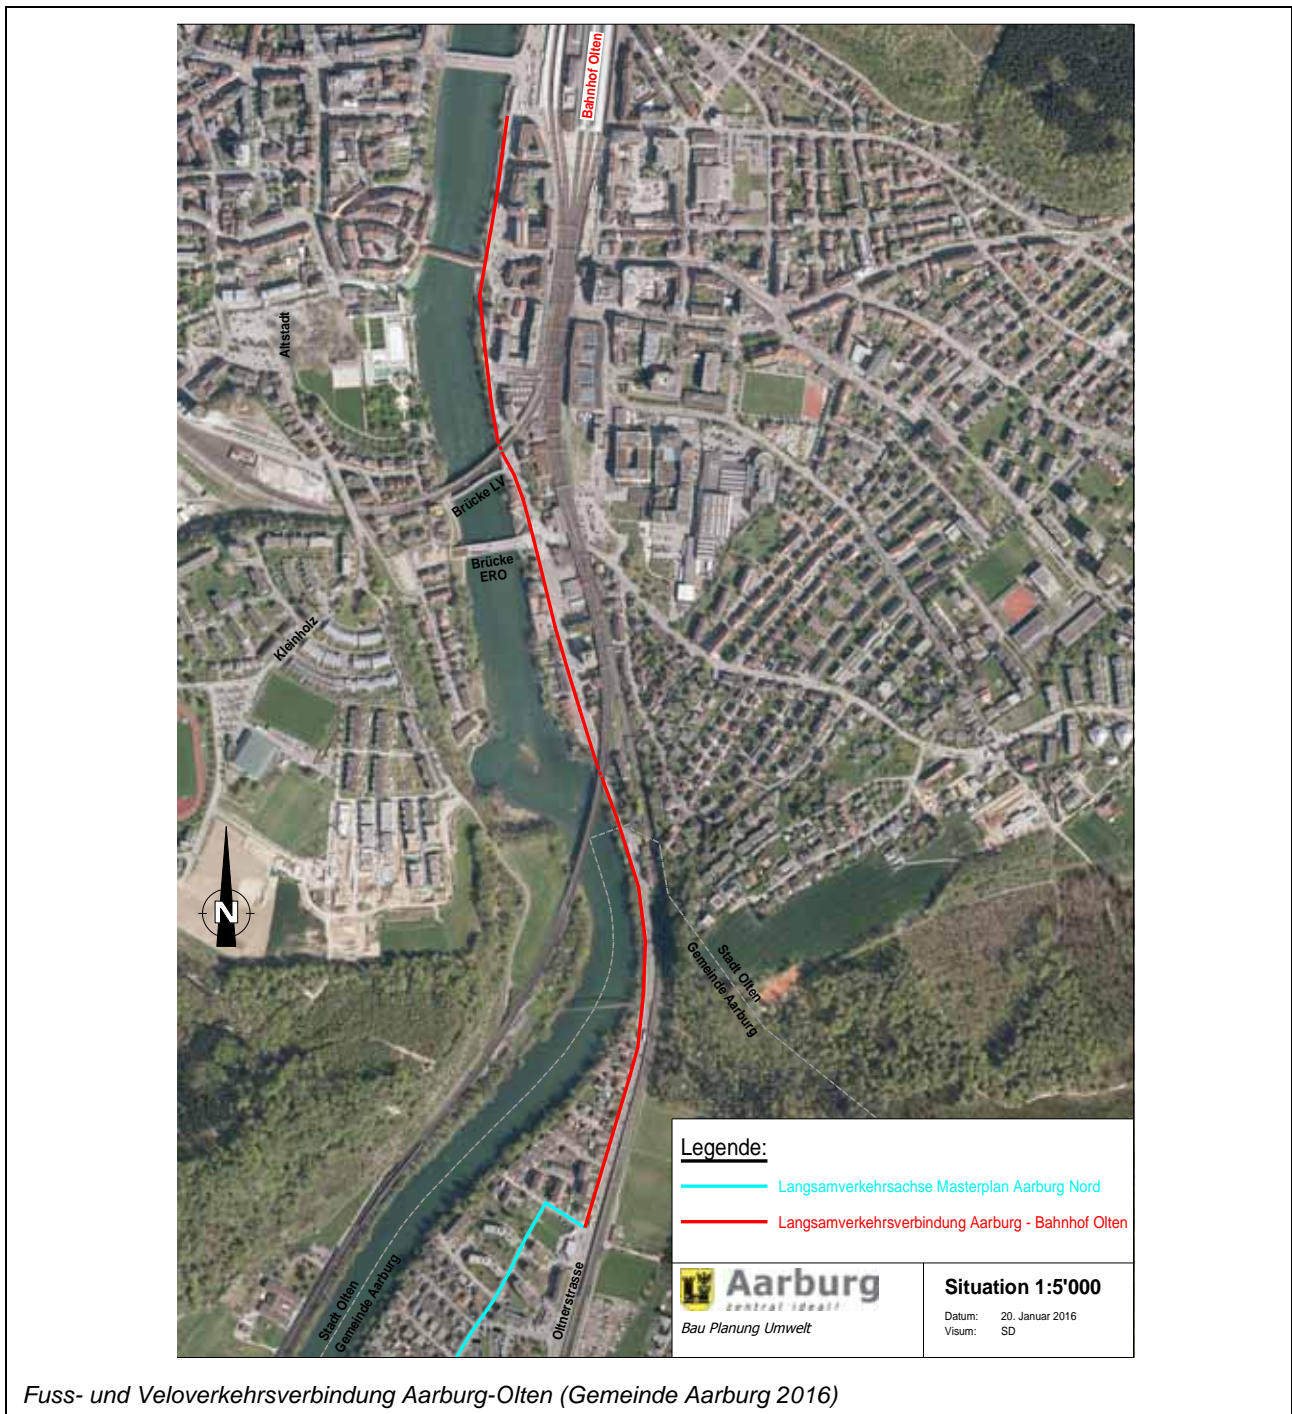 Bahnhof Olten
Altstadt
Brücke LV
Brücke
ERO
Kleinholz
N
Stadt Olten
Gemeinde Aarburg
Stadt Olten
Gemeinde Aarburg
Oltnerstrasse
Legende:
Langsamverkehrsachse Masterplan Aarburg Nord
Langsamverkehrsverbindung Aarburg - Bahnhof Olten
Aarburg
zentral ideal!
Bau Planung Umwelt
Situation 1:5'000
Datum: 20. Januar 2016
Visum: SD
Fuss- und Veloverkehrsverbindung Aarburg-Olten (Gemeinde Aarburg 2016)